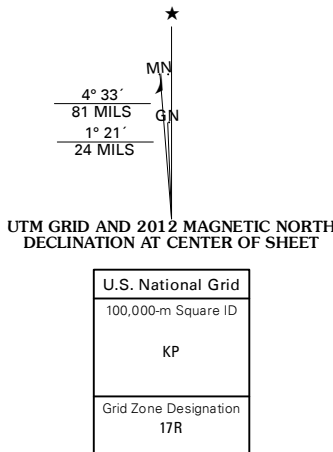 ★
MN
4° 33´
81 MILS
GN
1° 21´
24 MILS
UTM GRID AND 2012 MAGNETIC NORTH
DECLINATION AT CENTER OF SHEET
U.S. National Grid
100,000-m Square ID
KP
Grid Zone Designation
17R